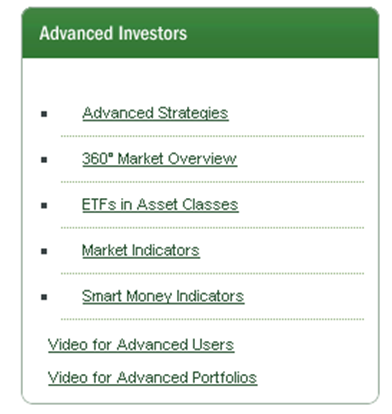 Advanced Investors
Advanced Strategies
360° Market Overview
ETFs in Asset Classes
Market Indicators
Smart Money Indicators
Video for Advanced Users
Video for Advanced Portfolios